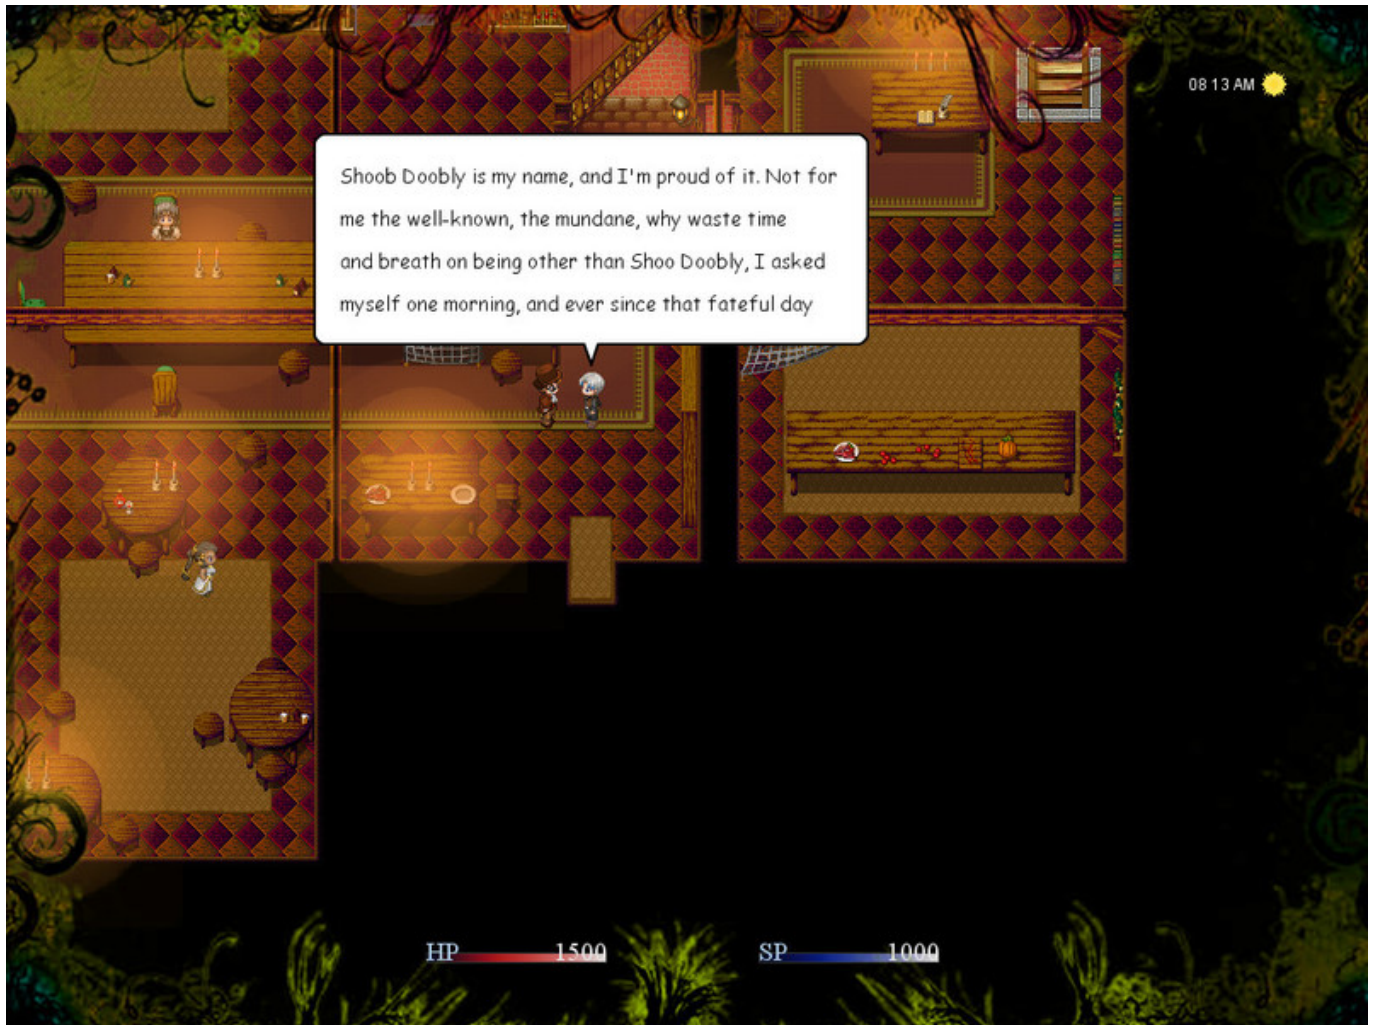 08 13 AM
Shoob Doobly is my name, and I'm proud of it. Not for
me the well-known, the mundane, why waste time
and breath on being other than Shoo Doobly, I asked
myself one morning, and ever since that fateful day
HP 1500 SP 1000